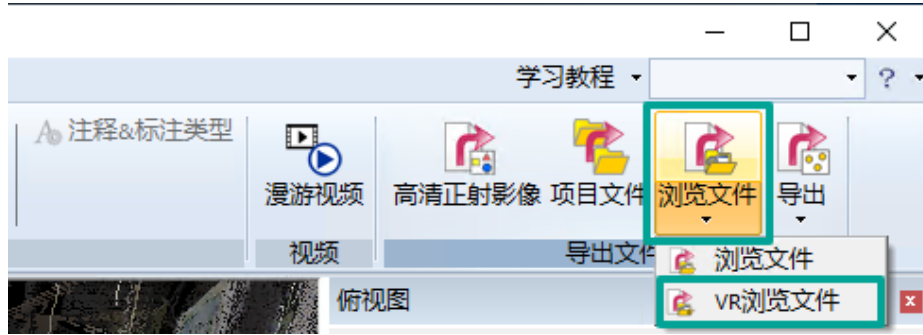 学习教程
?
注释&标注类型
漫游视频
高清正射影像
项目文件
浏览文件
导出
视频
导出文件
浏览文件
VR浏览文件
俯视图